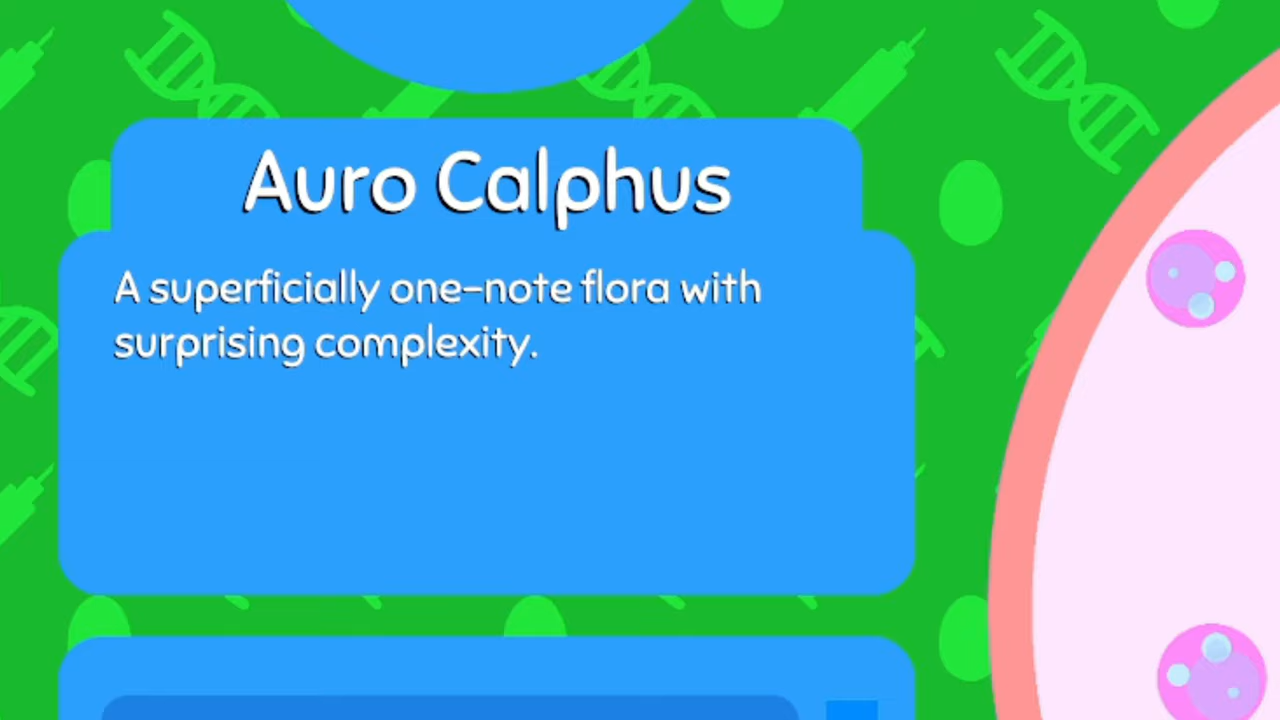 Auro Calphus
A superficially one-note flora with
surprising complexity.